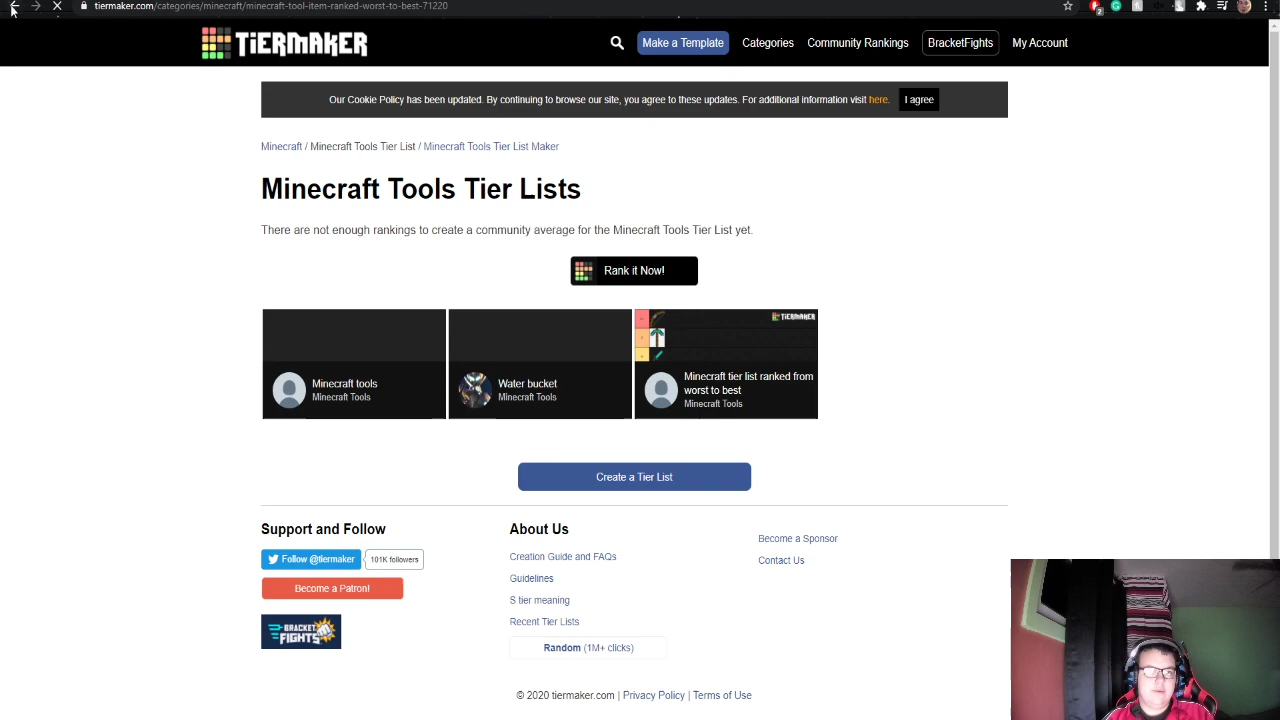 tiermaker.com/categories/minecraft/minecraft-tool-item-ranked-worst-to-best-71220
TiERMAKER
Make a Template
Categories
Community Rankings
BracketFights
My Account
Our Cookie Policy has been updated. By continuing to browse our site, you agree to these updates. For additional information visit here.
I agree
Minecraft / Minecraft Tools Tier List / Minecraft Tools Tier List Maker
Minecraft Tools Tier Lists
There are not enough rankings to create a community average for the Minecraft Tools Tier List yet.
Rank it Now!
Minecraft tools
Minecraft Tools
Water bucket
Minecraft Tools
TiERMAKER
Minecraft tier list ranked from
worst to best
Minecraft Tools
Create a Tier List
Support and Follow
Follow @tiermaker
101K followers
Become a Patron!
BRACKET
FIGHTS
About Us
Creation Guide and FAQs
Guidelines
S tier meaning
Recent Tier Lists
Random (1M+ clicks)
Become a Sponsor
Contact Us
© 2020 tiermaker.com | Privacy Policy | Terms of Use